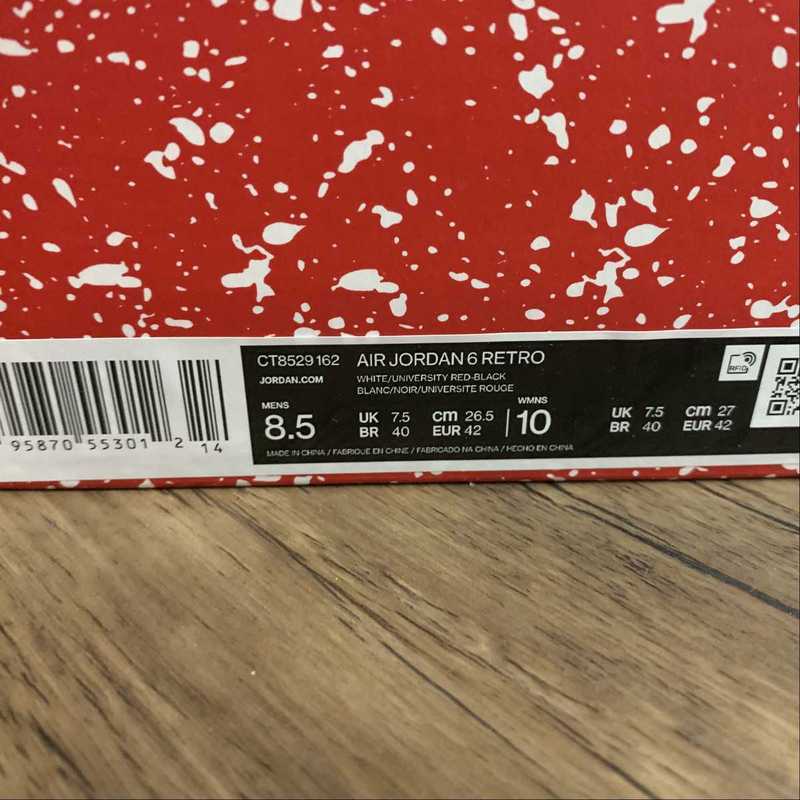 CT8529 162 AIR JORDAN 6 RETRO
JORDAN.COM
WHITE/UNIVERSITY RED-BLACK
BLANC/NOIR/UNIVERSITE ROUGE
MENS
8.5
UK 7.5
BR 40
cm 26.5
EUR 42
WMNS
10
UK 7.5
BR 40
cm 27
EUR 42
MADE IN CHINA / FABRIQUE EN CHINE / FABRICADO NA CHINA / HECHO EN CHINA
95870 55301 2 14
RFID